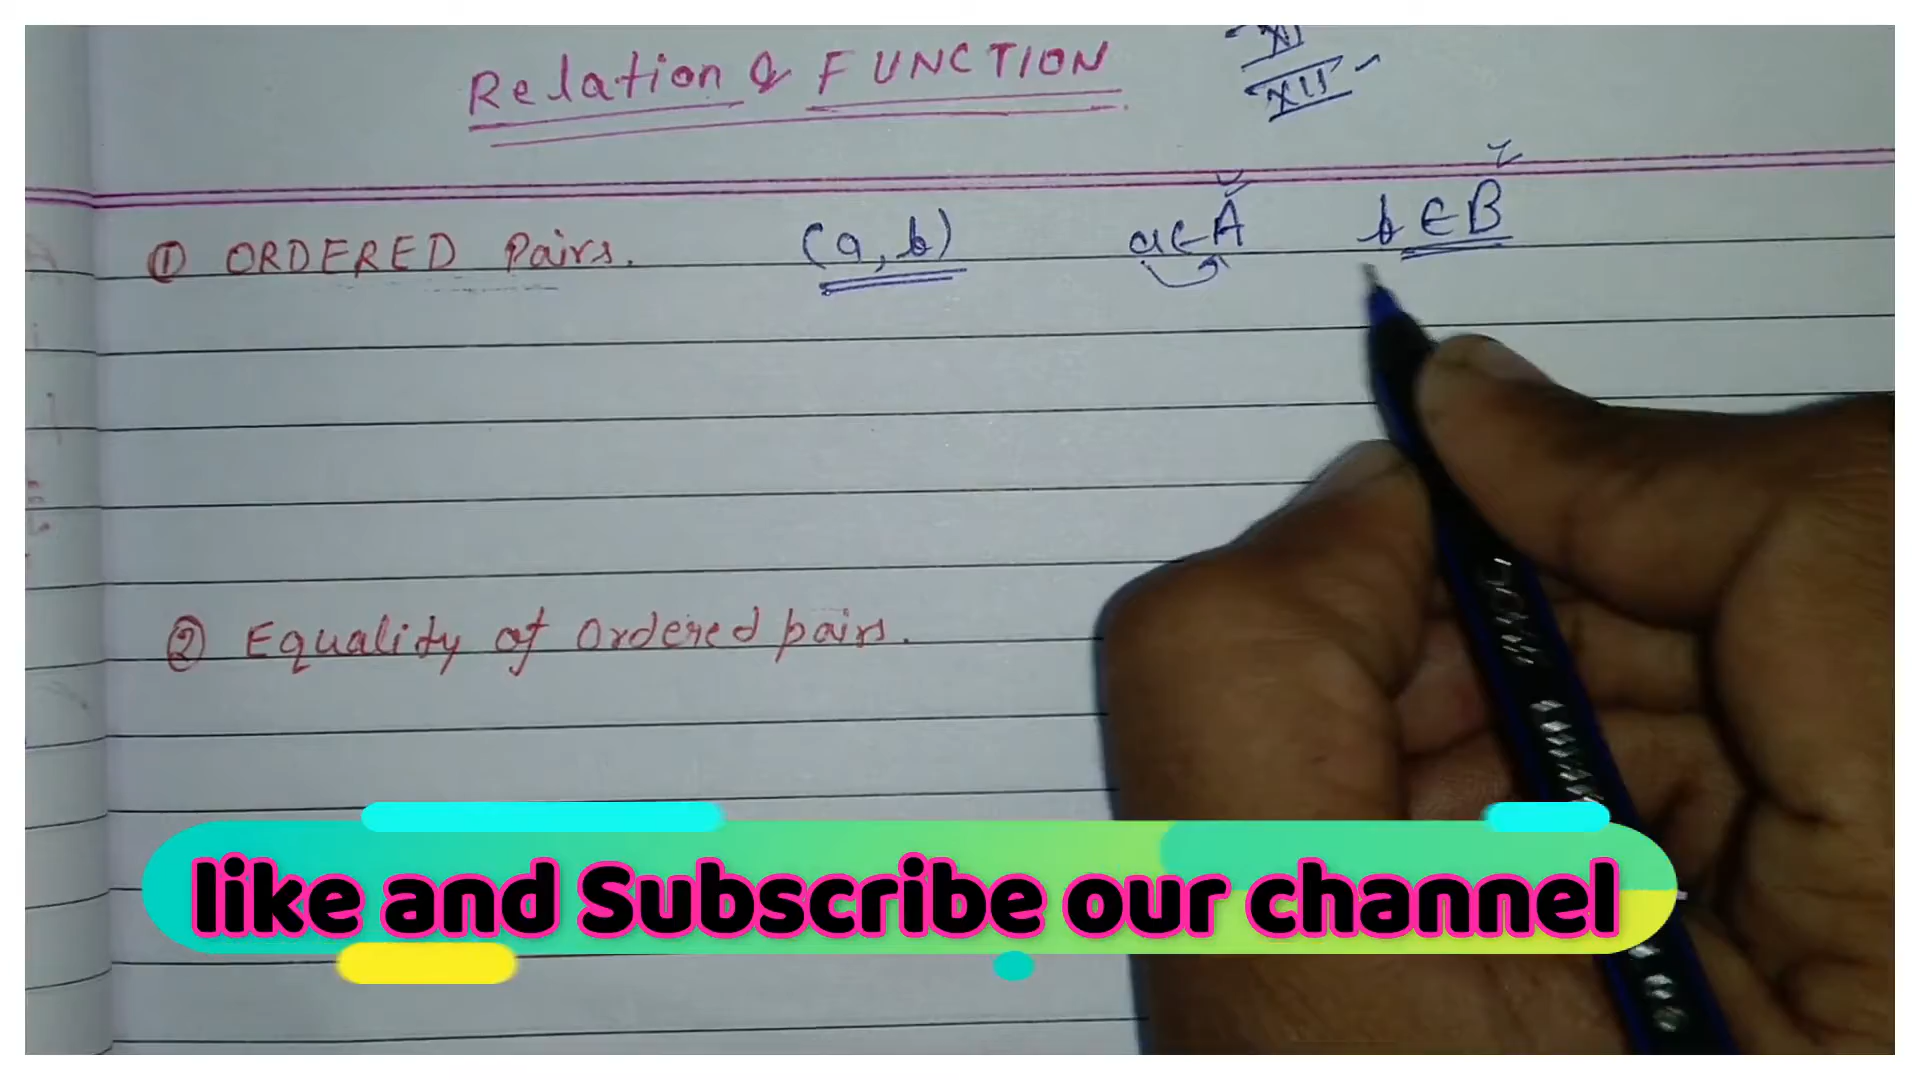 Relation & FUNCTION
XI
XII
① ORDERED Pairs. (a, b) a∈A b∈B
② Equality of Ordered pairs.
like and Subscribe our channel